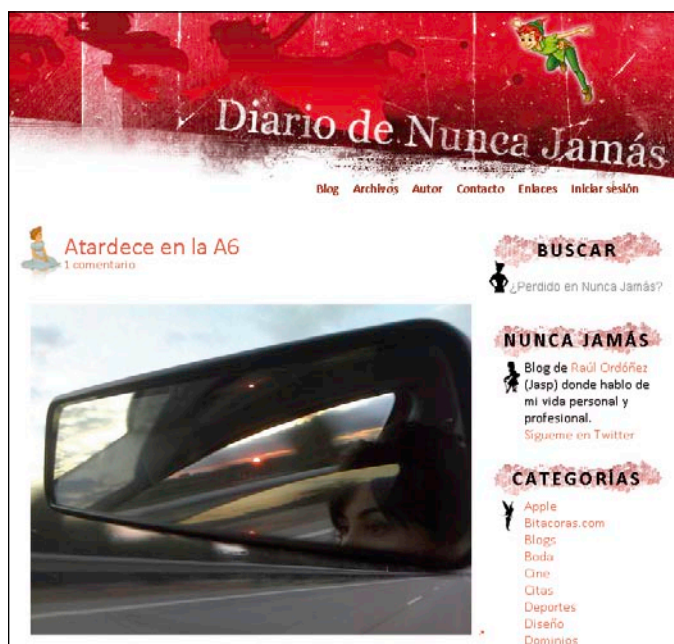 Diario de Nunca Jamás
Blog Archivos Autor Contacto Enlaces Iniciar sesión
Atardece en la A6
1 comentario
BUSCAR
¿Perdido en Nunca Jamás?
NUNCA JAMÁS
Blog de Raúl Ordóñez
(Jasp) donde hablo de
mi vida personal y
profesional.
Sígueme en Twitter
CATEGORÍAS
Apple
Bitacoras.com
Blogs
Boda
Cine
Citas
Deportes
Diseño
Dominios